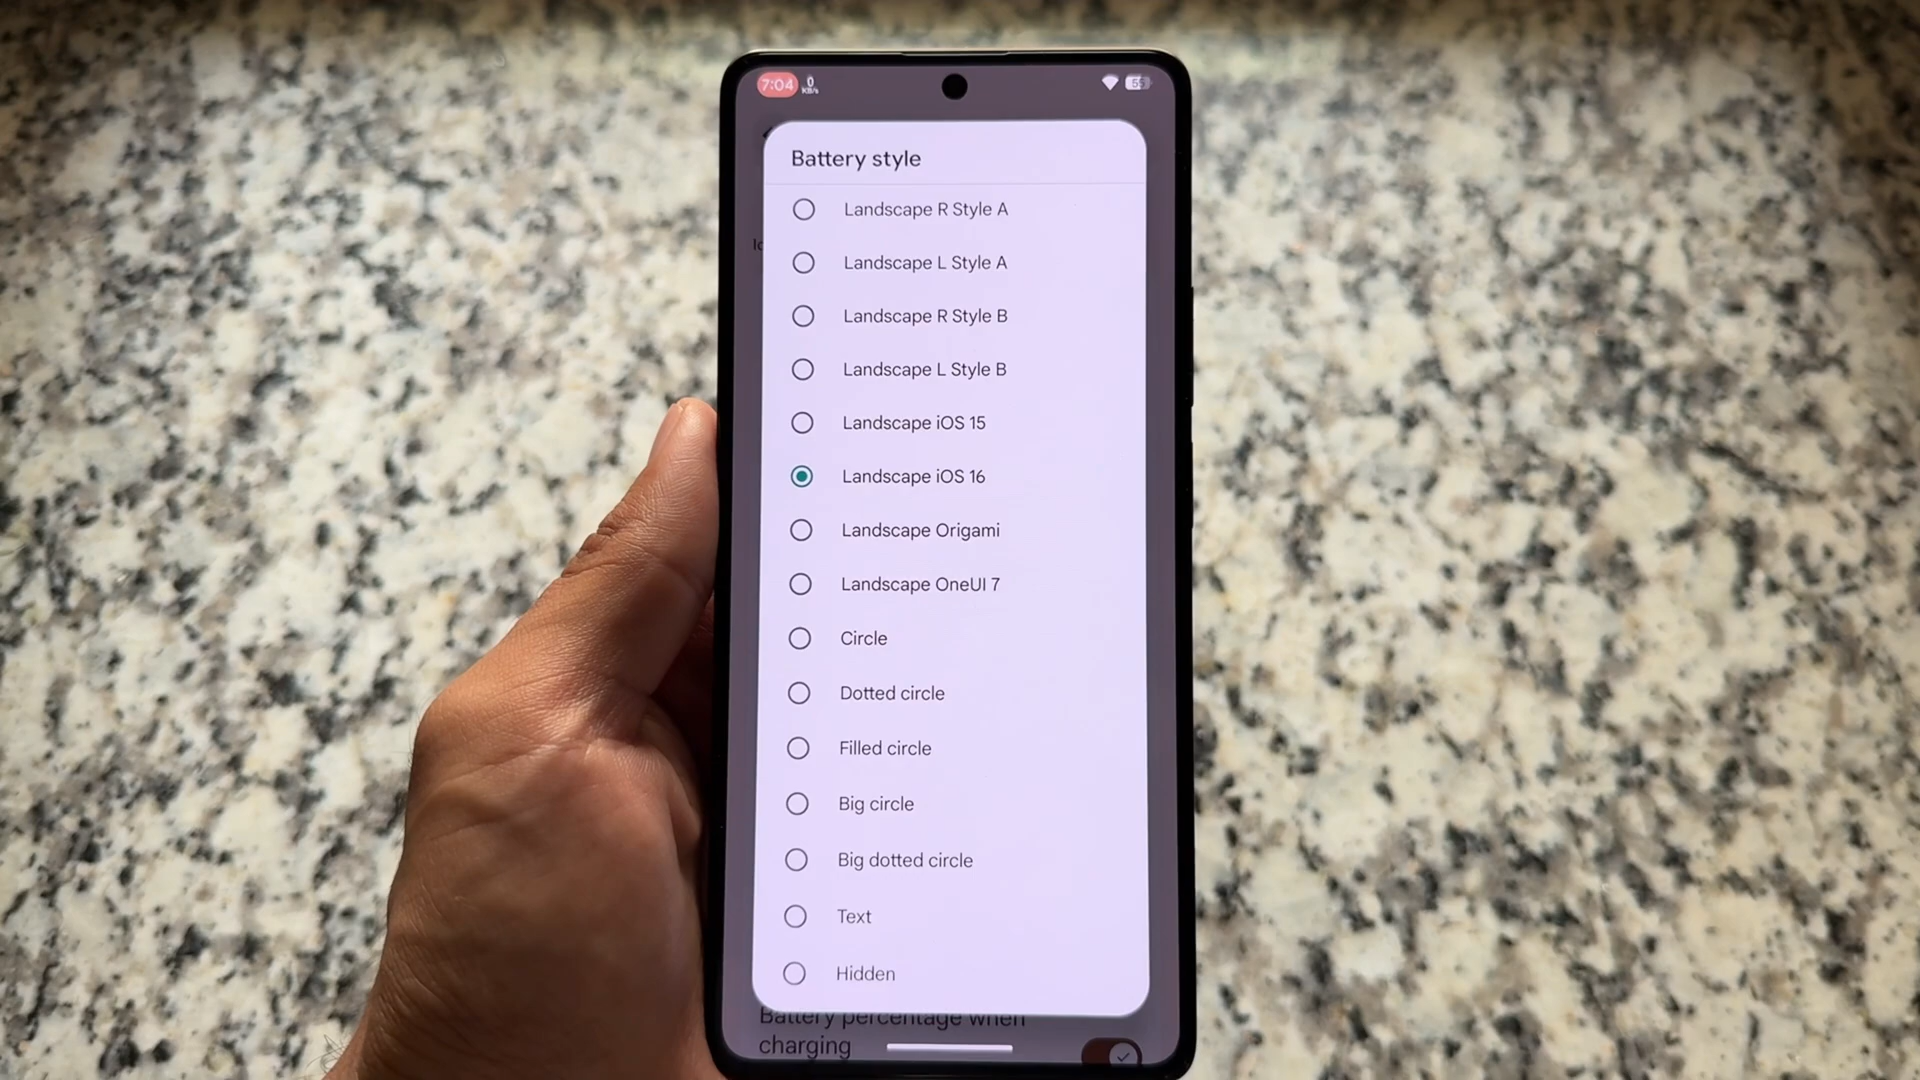 7:04 0
KB/s
Battery style
Landscape R Style A
Landscape L Style A
Landscape R Style B
Landscape L Style B
Landscape iOS 15
Landscape iOS 16
Landscape Origami
Landscape OneUI 7
Circle
Dotted circle
Filled circle
Big circle
Big dotted circle
Text
Hidden
Battery percentage when
charging